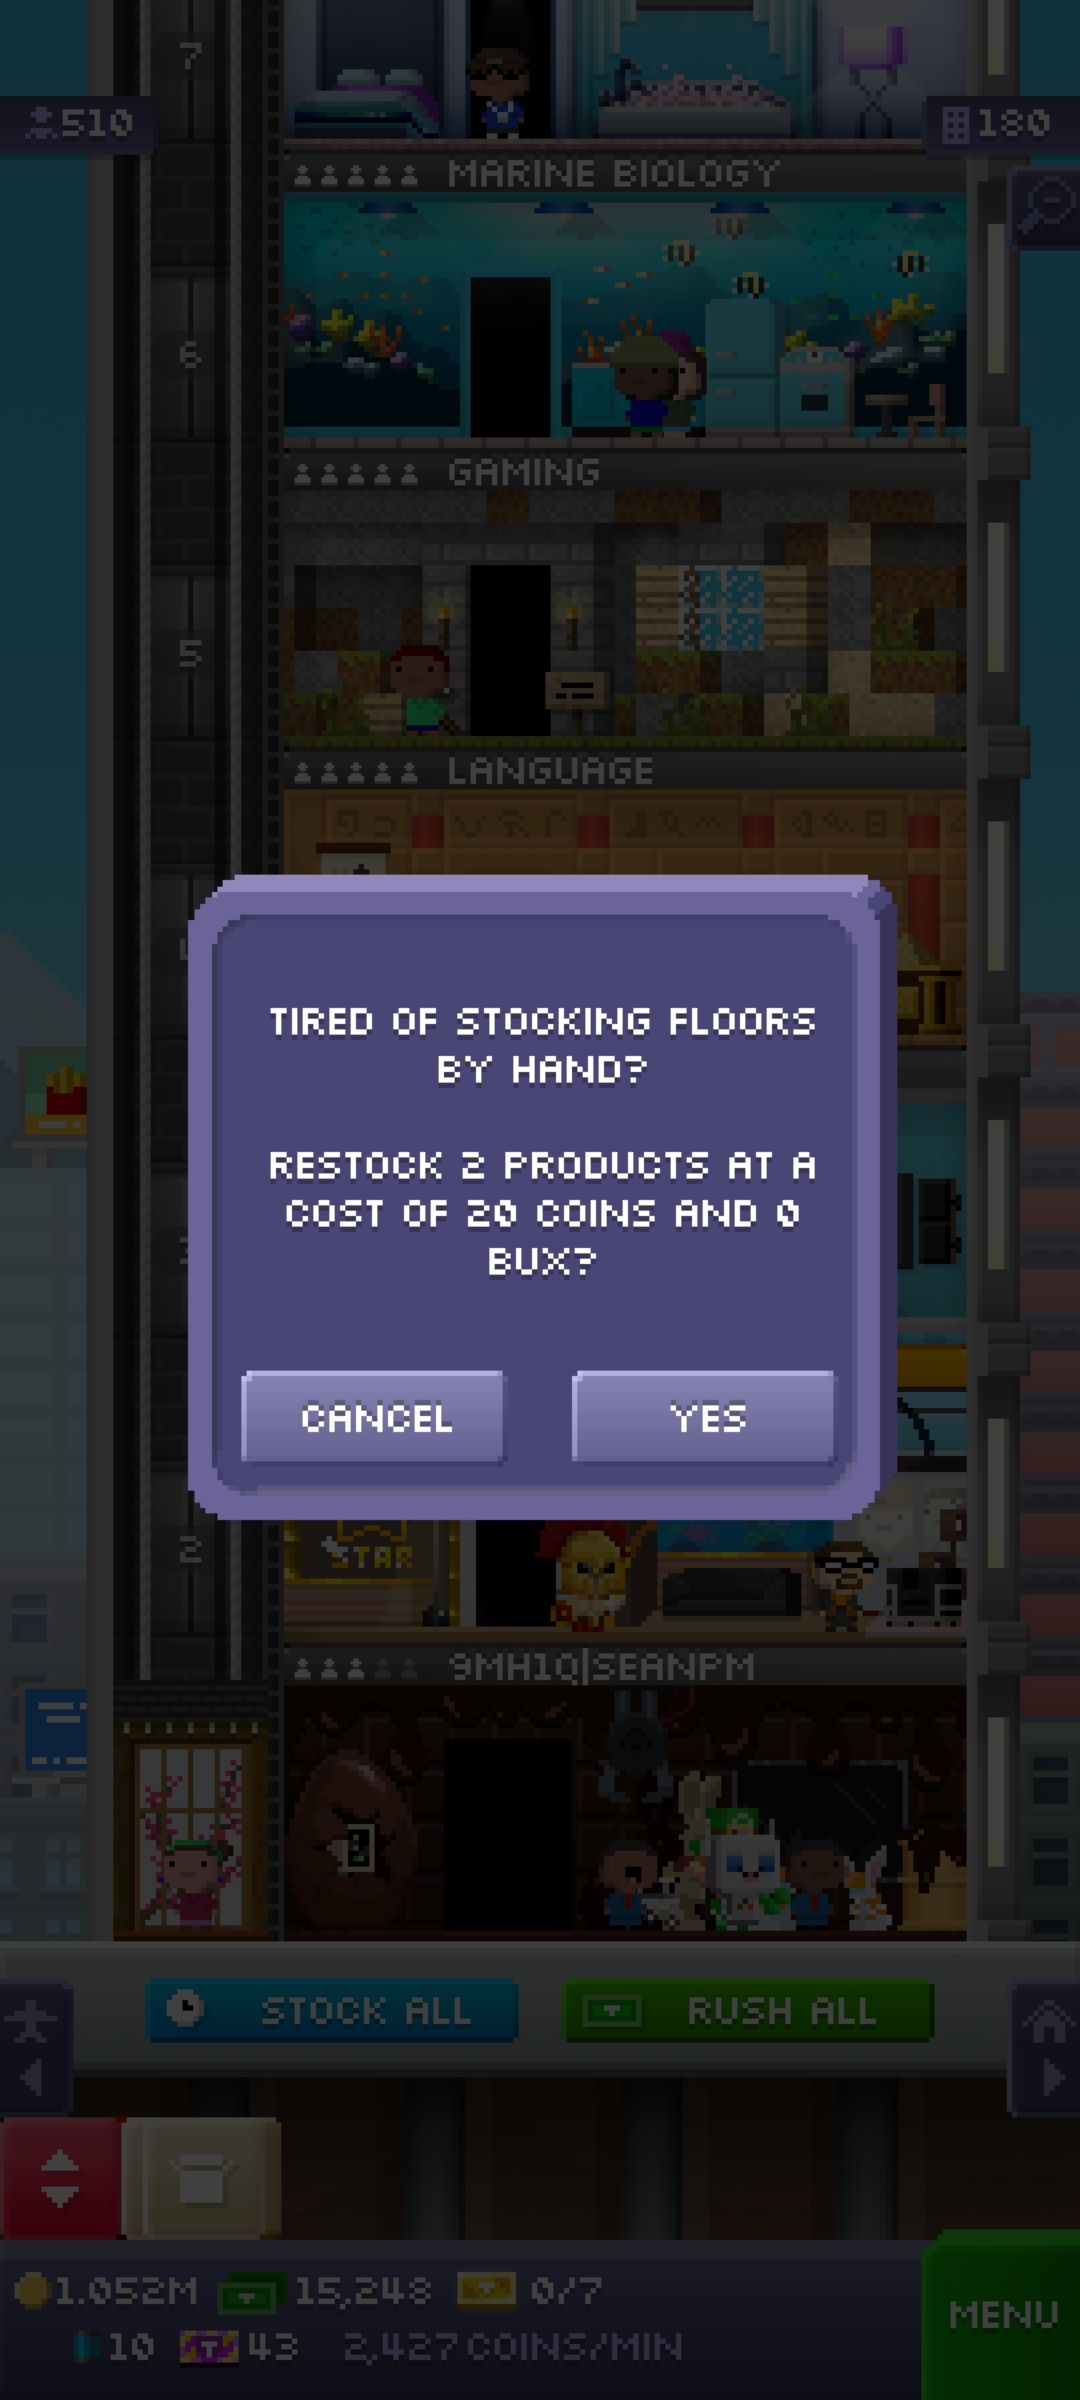 7
510
180
MARINE BIOLOGY
6
GAMING
5
LANGUAGE
TIRED OF STOCKING FLOORS
BY HAND?
RESTOCK 2 PRODUCTS AT A
COST OF 20 COINS AND 0
BUX?
CANCEL
YES
2
STAR
9MH1Q|SEANPM
STOCK ALL
RUSH ALL
1.052M
15,248
0/7
MENU
10
43
2,427 COINS/MIN